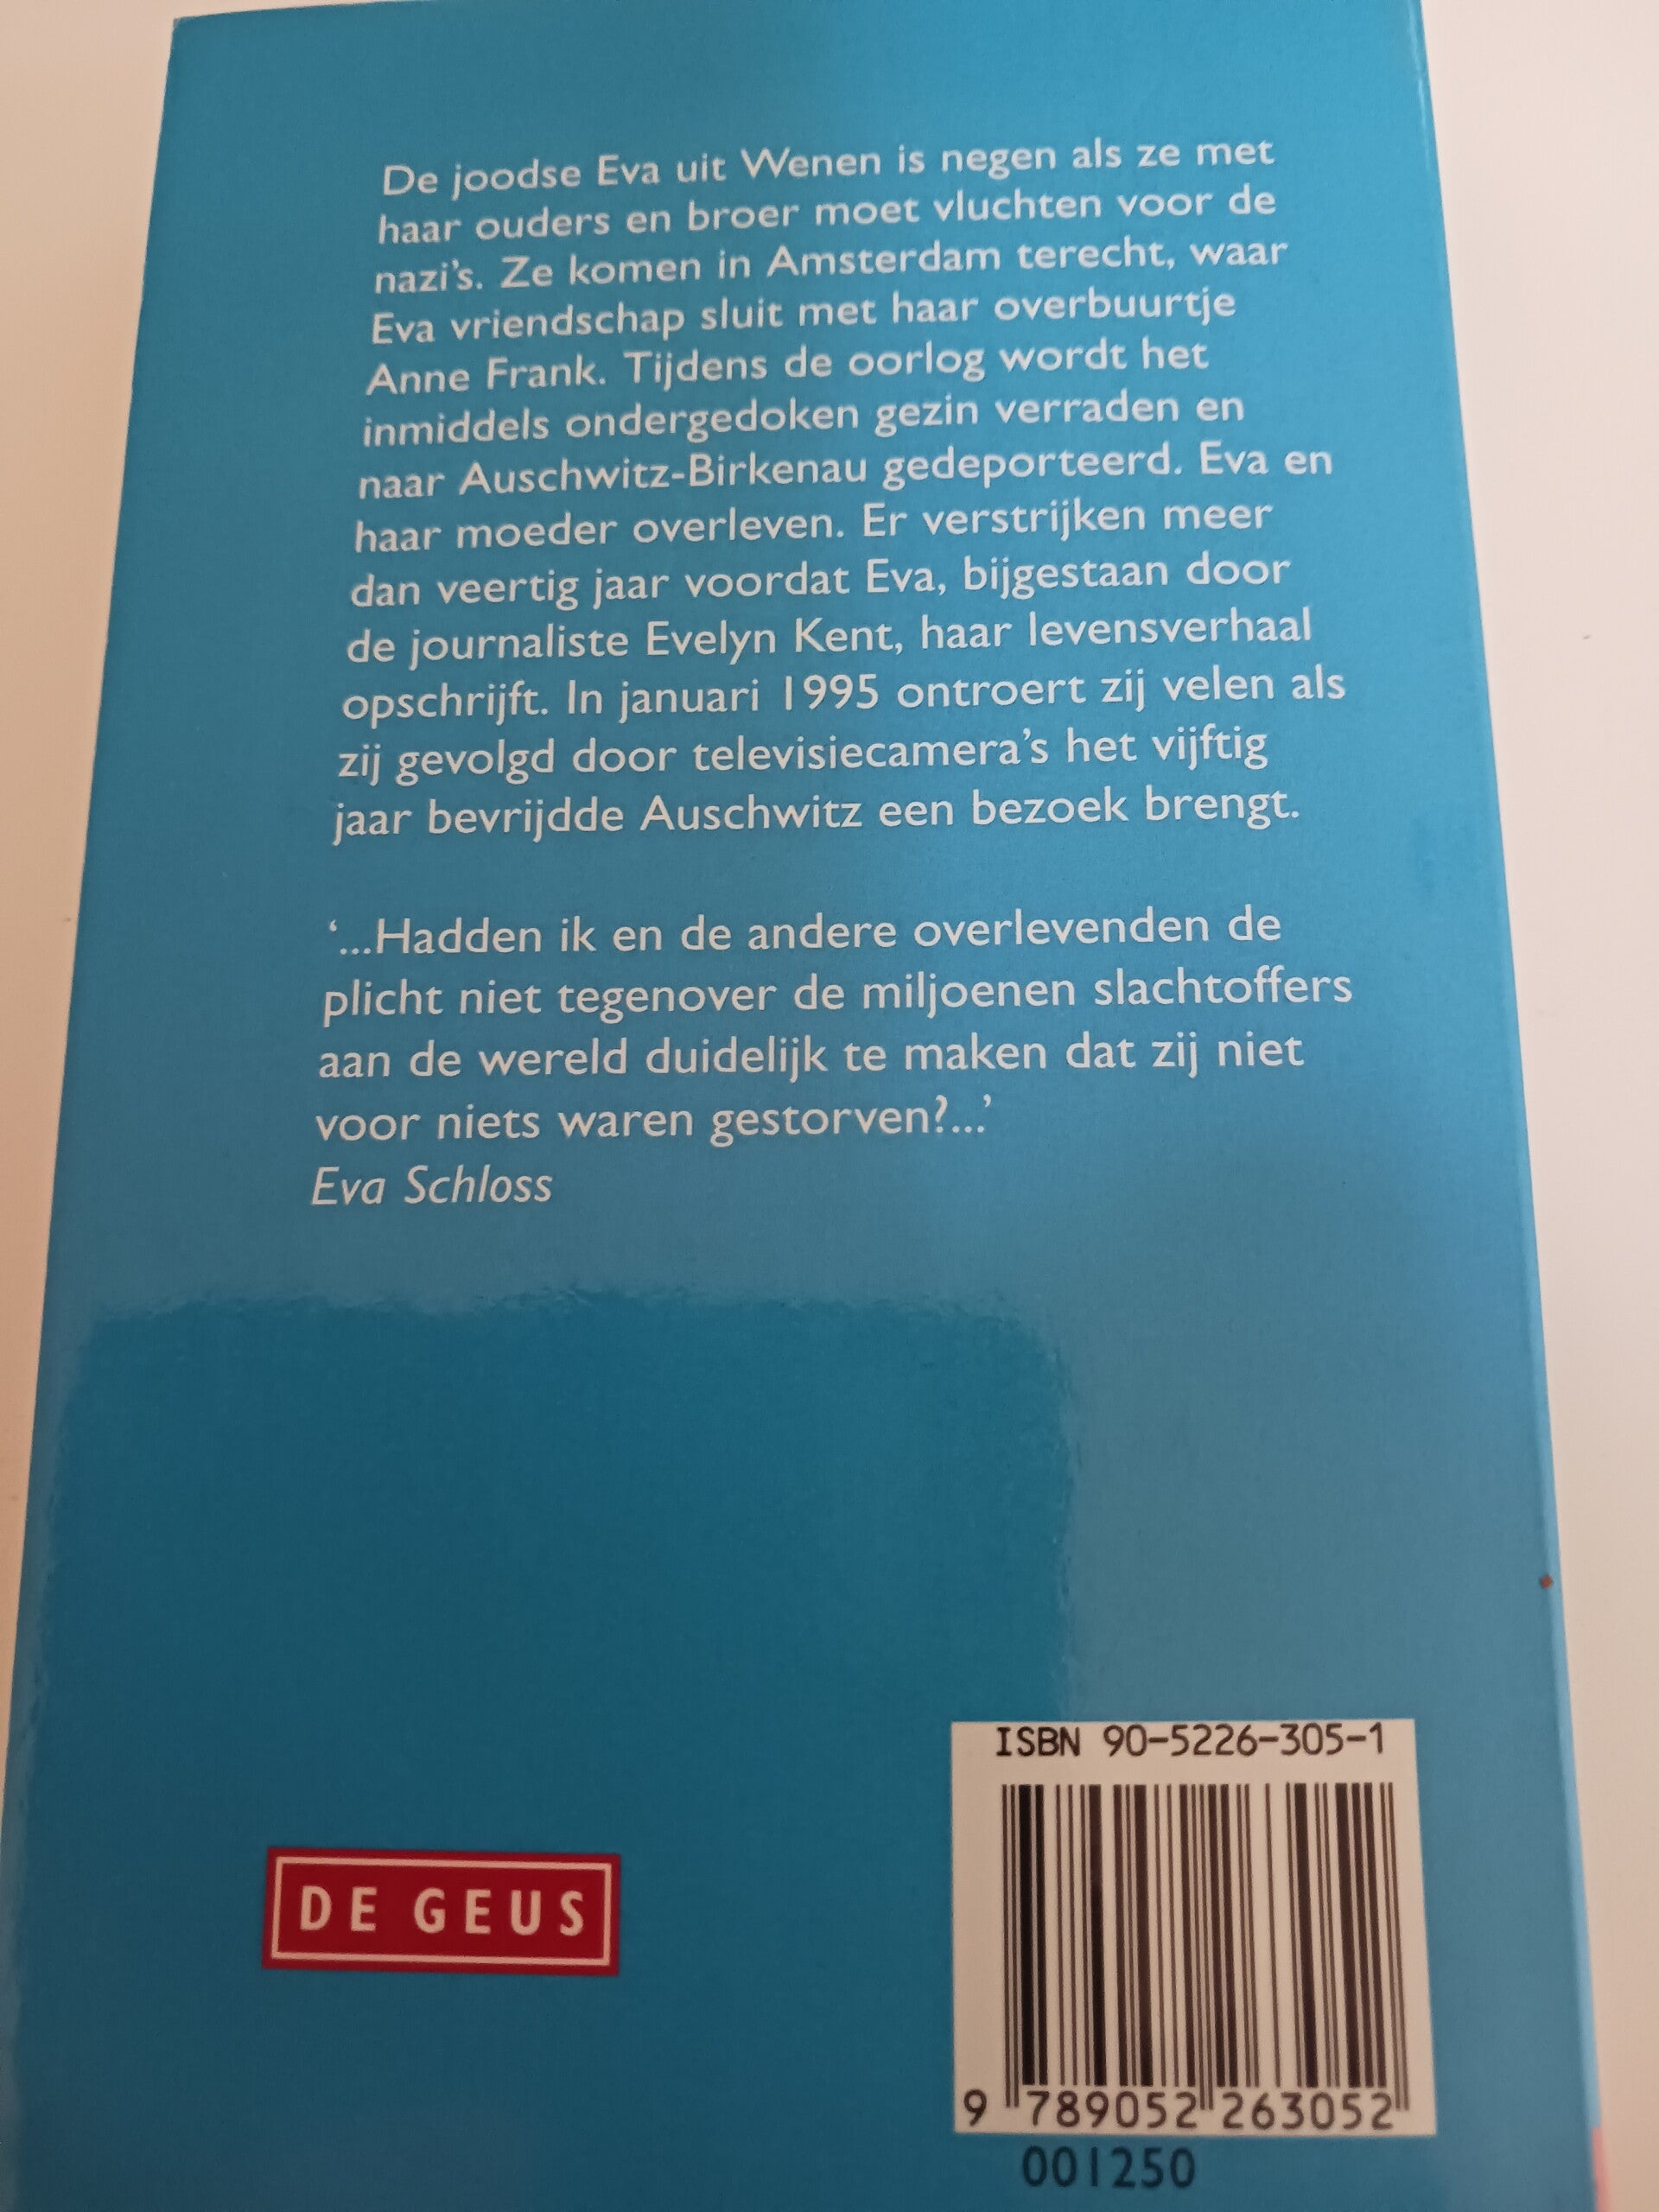 De joodse Eva uit Wenen is negen als ze met
haar ouders en broer moet vluchten voor de
nazi's. Ze komen in Amsterdam terecht, waar
Eva vriendschap sluit met haar overbuurtje
Anne Frank. Tijdens de oorlog wordt het
inmiddels ondergedoken gezin verraden en
naar Auschwitz-Birkenau gedeporteerd. Eva en
haar moeder overleven. Er verstrijken meer
dan veertig jaar voordat Eva, bijgestaan door
de journaliste Evelyn Kent, haar levensverhaal
opschrijft. In januari 1995 ontroert zij velen als
zij gevolgd door televisiecamera's het vijftig
jaar bevrijdde Auschwitz een bezoek brengt.
‘...Hadden ik en de andere overlevenden de
plicht niet tegenover de miljoenen slachtoffers
aan de wereld duidelijk te maken dat zij niet
voor niets waren gestorven?...’
Eva Schloss
ISBN 90-5226-305-1
DE GEUS
9 789052 263052
001250